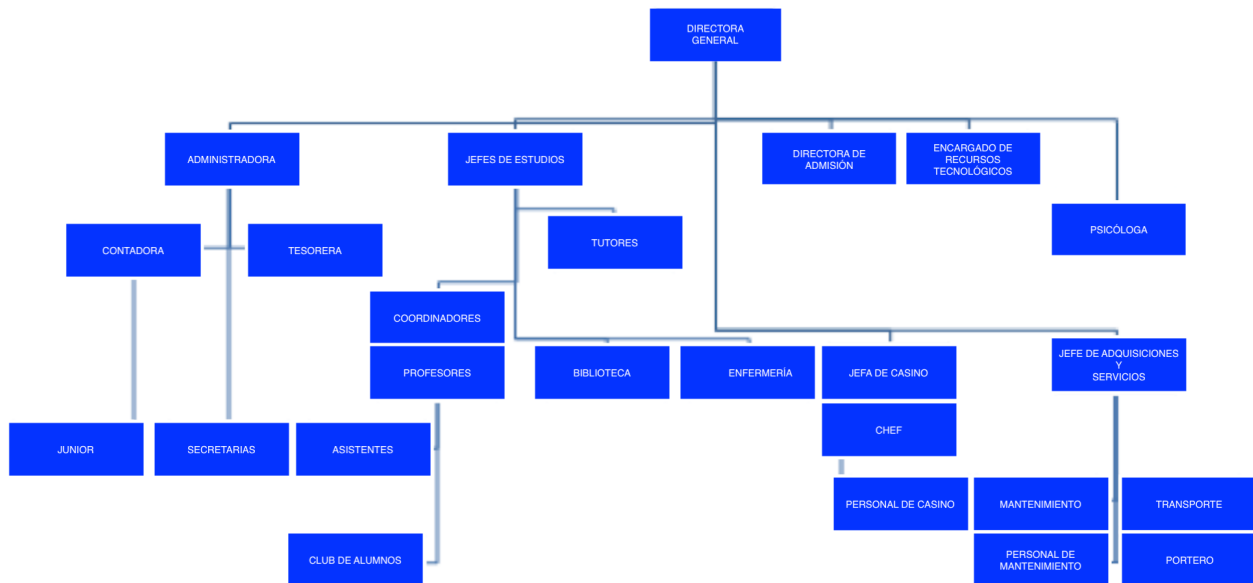 DIRECTORA
GENERAL
ADMINISTRADORA
JEFES DE ESTUDIOS
DIRECTORA DE
ADMISIÓN
ENCARGADO DE
RECURSOS
TECNOLÓGICOS
PSICÓLOGA
CONTADORA
TESORERA
TUTORES
COORDINADORES
PROFESORES
BIBLIOTECA
ENFERMERÍA
JEFA DE CASINO
JEFE DE ADQUISICIONES
Y
SERVICIOS
CHEF
JUNIOR
SECRETARIAS
ASISTENTES
PERSONAL DE CASINO
MANTENIMIENTO
TRANSPORTE
CLUB DE ALUMNOS
PERSONAL DE
MANTENIMIENTO
PORTERO